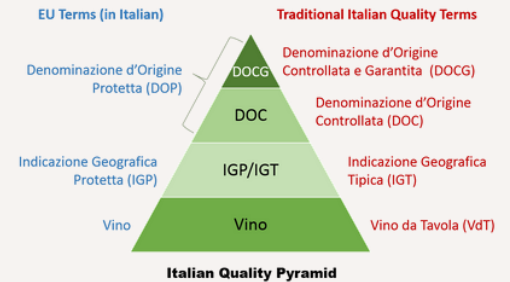 EU Terms (in Italian)
Traditional Italian Quality Terms
Denominazione d'Origine
Protetta (DOP)
DOCG
Denominazione d'Origine
Controllata e Garantita (DOCG)
DOC
Denominazione d'Origine
Controllata (DOC)
Indicazione Geografica
Protetta (IGP)
IGP/IGT
Indicazione Geografica
Tipica (IGT)
Vino
Vino
Vino da Tavola (VdT)
Italian Quality Pyramid